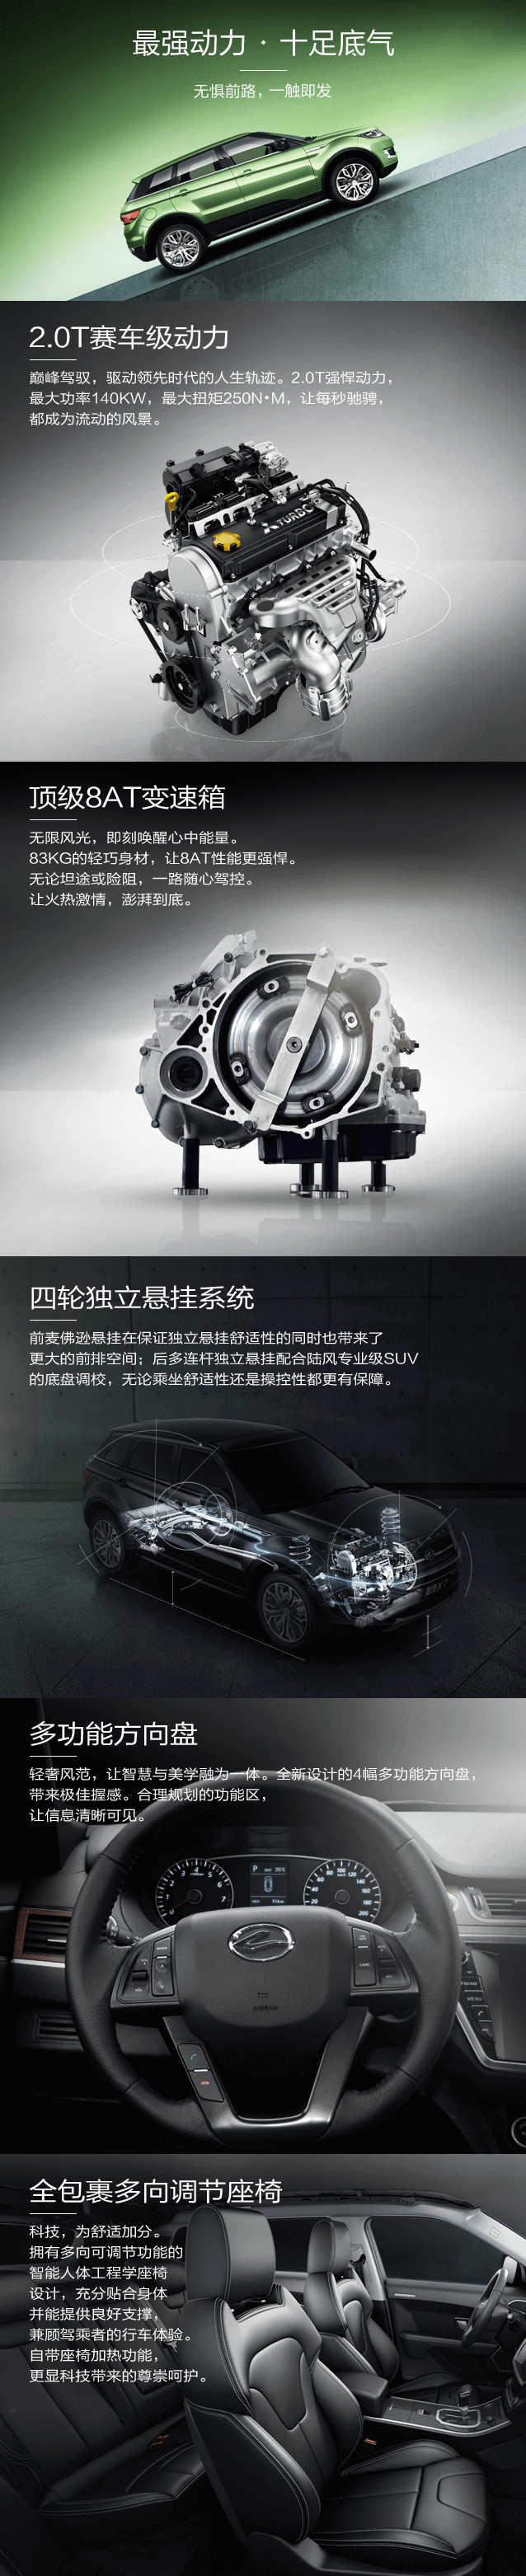 最强动力 · 十足底气
无惧前路，一触即发
2.0T赛车级动力
巅峰驾驭，驱动领先时代的人生轨迹。2.0T强悍动力，
最大功率140KW，最大扭矩250N•M，让每秒驰骋，
都成为流动的风景。
TURBO
顶级8AT变速箱
无限风光，即刻唤醒心中能量。
83KG的轻巧身材，让8AT性能更强悍。
无论坦途或险阻，一路随心驾控。
让火热激情，澎湃到底。
四轮独立悬挂系统
前麦佛逊悬挂在保证独立悬挂舒适性的同时也带来了
更大的前排空间；后多连杆独立悬挂配合陆风专业级SUV
的底盘调校，无论乘坐舒适性还是操控性都更有保障。
多功能方向盘
轻奢风范，让智慧与美学融为一体。全新设计的4幅多功能方向盘，
带来极佳握感。合理规划的功能区，
让信息清晰可见。
FM/AM
MENU
AIRBAG
全包裹多向调节座椅
科技，为舒适加分。
拥有多向可调节功能的
智能人体工程学座椅
设计，充分贴合身体
并能提供良好支撑，
兼顾驾乘者的行车体验。
自带座椅加热功能，
更显科技带来的尊崇呵护。